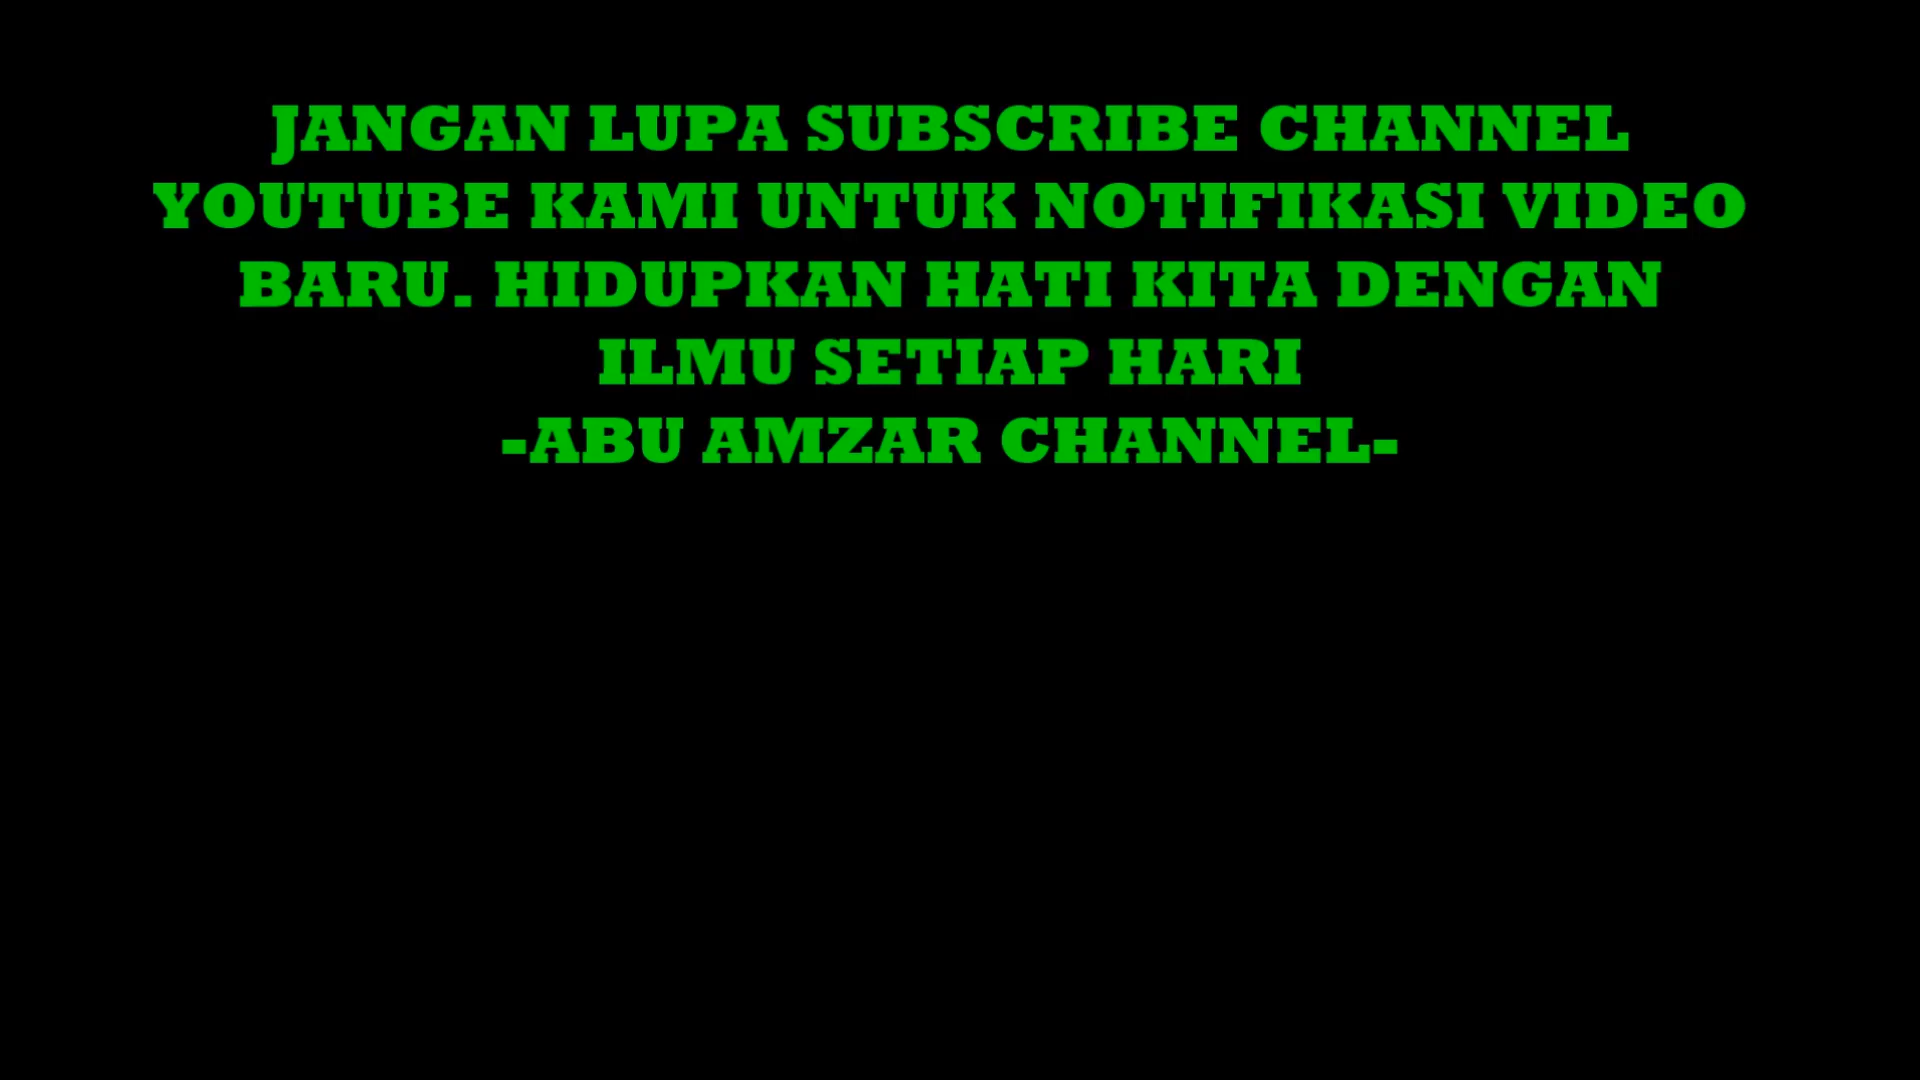 JANGAN LUPA SUBSCRIBE CHANNEL
YOUTUBE KAMI UNTUK NOTIFIKASI VIDEO
BARU. HIDUPKAN HATI KITA DENGAN
ILMU SETIAP HARI
-ABU AMZAR CHANNEL-